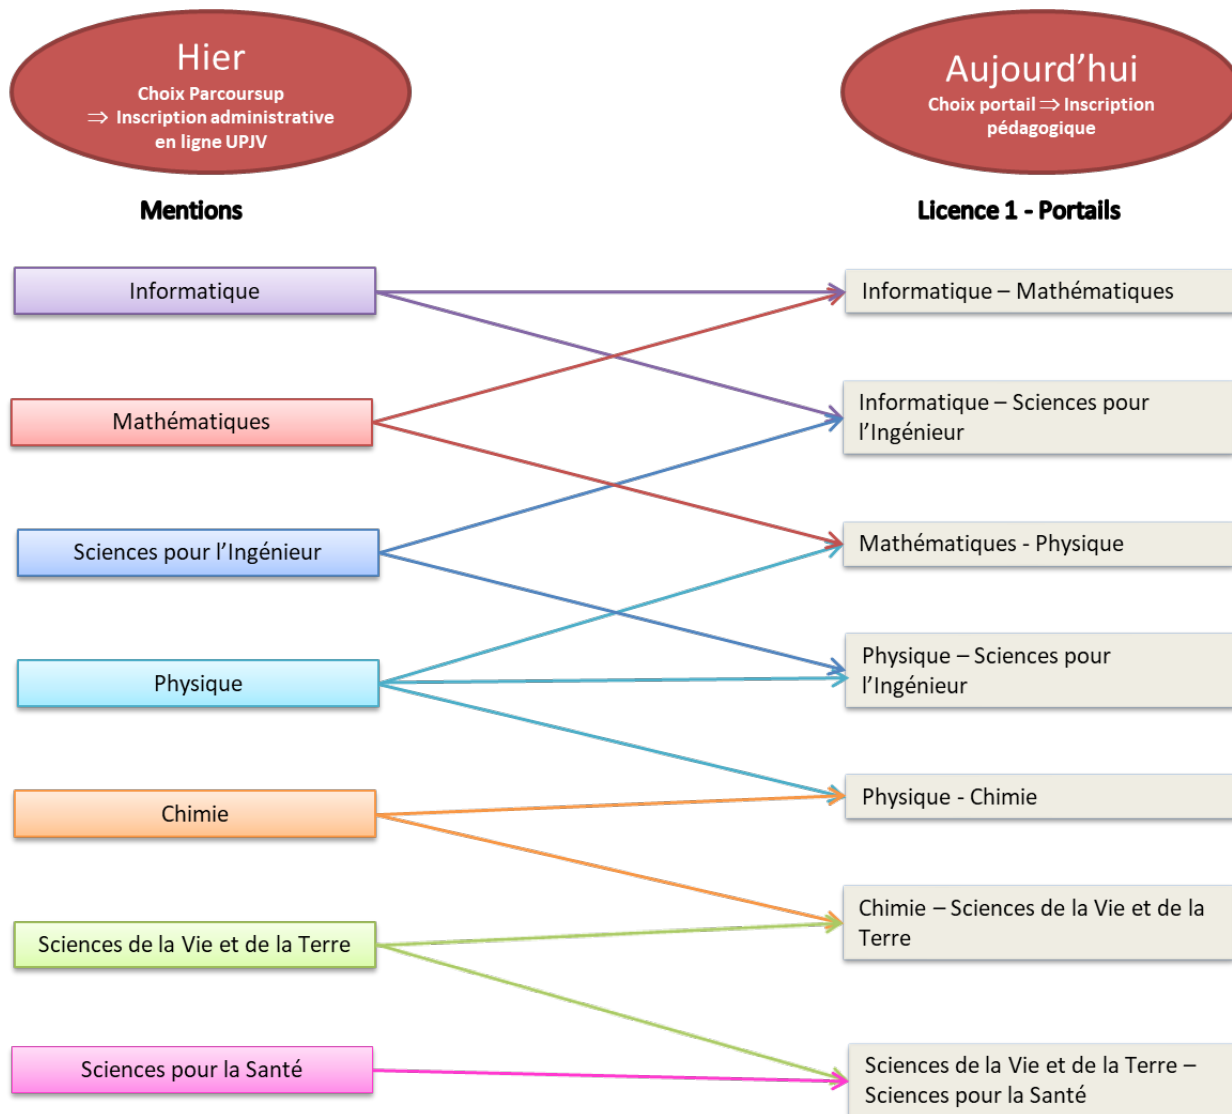 Hier
Choix Parcoursup
⇒ Inscription administrative
en ligne UPJV
Aujourd’hui
Choix portail ⇒ Inscription
pédagogique
Mentions
Licence 1 - Portails
Informatique
Informatique – Mathématiques
Mathématiques
Informatique – Sciences pour
l’Ingénieur
Sciences pour l’Ingénieur
Mathématiques - Physique
Physique
Physique – Sciences pour
l’Ingénieur
Chimie
Physique - Chimie
Sciences de la Vie et de la Terre
Chimie – Sciences de la Vie et de la
Terre
Sciences pour la Santé
Sciences de la Vie et de la Terre –
Sciences pour la Santé